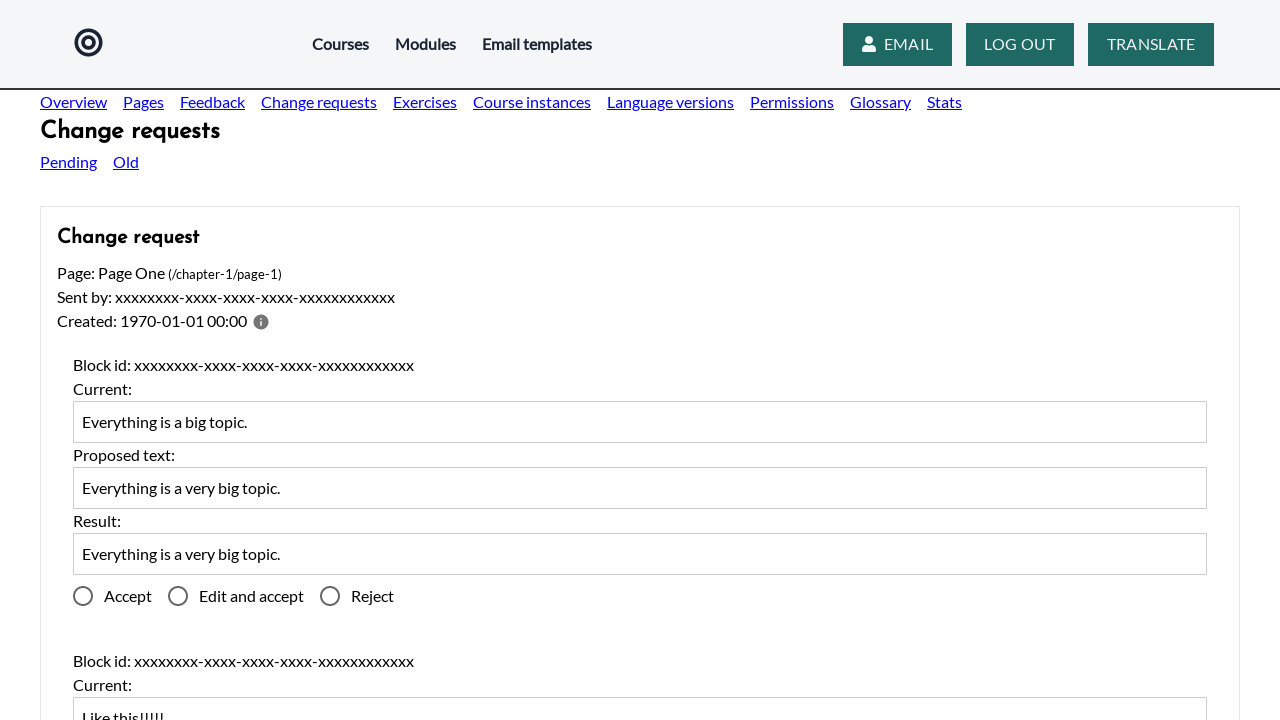 Courses Modules Email templates EMAIL LOG OUT TRANSLATE
Overview Pages Feedback Change requests Exercises Course instances Language versions Permissions Glossary Stats
Change requests
Pending Old
Change request
Page: Page One (/chapter-1/page-1)
Sent by: xxxxxxxx-xxxx-xxxx-xxxx-xxxxxxxxxxxx
Created: 1970-01-01 00:00
Block id: xxxxxxxx-xxxx-xxxx-xxxx-xxxxxxxxxxxx
Current:
Everything is a big topic.
Proposed text:
Everything is a very big topic.
Result:
Everything is a very big topic.
Accept Edit and accept Reject
Block id: xxxxxxxx-xxxx-xxxx-xxxx-xxxxxxxxxxxx
Current:
Like this!!!!!